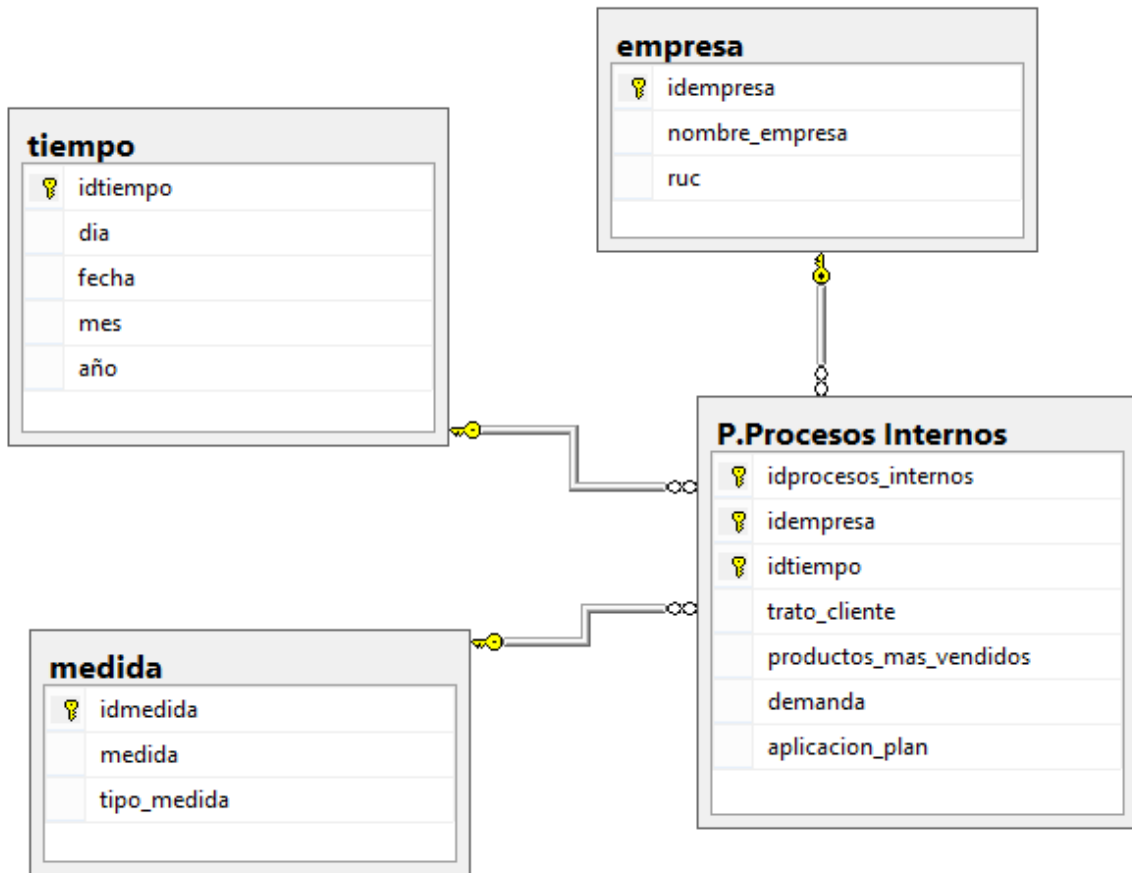 empresa
idempresa
nombre_empresa
ruc
tiempo
idtiempo
dia
fecha
mes
año
P.Procesos Internos
idprocesos_internos
idempresa
idtiempo
trato_cliente
productos_mas_vendidos
demanda
aplicacion_plan
medida
idmedida
medida
tipo_medida